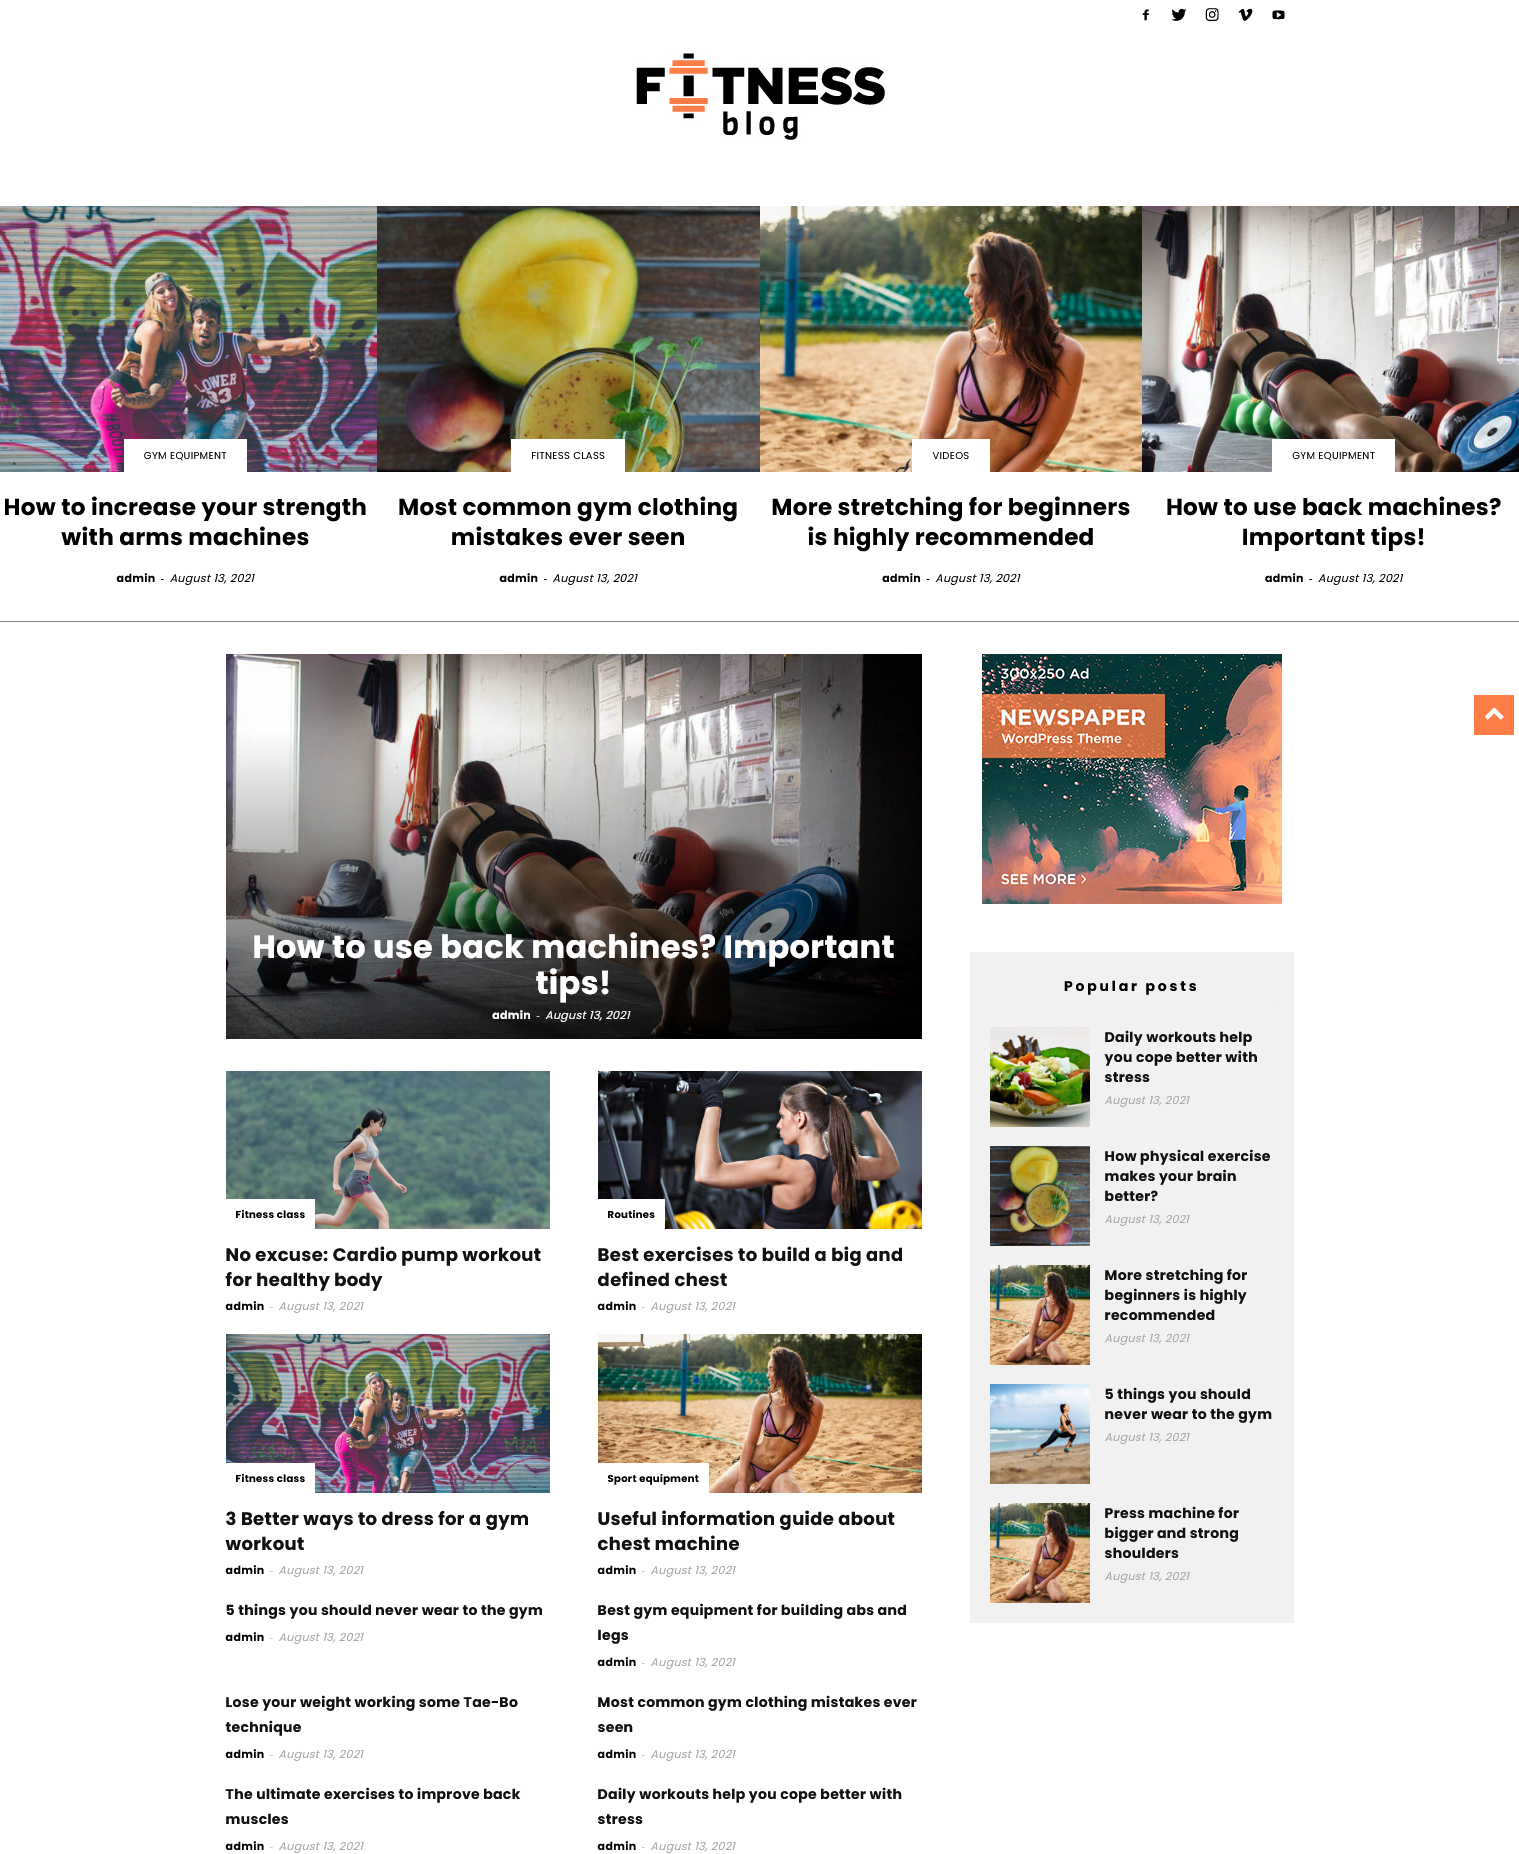 FITNESS
blog
GYM EQUIPMENT
How to increase your strength
with arms machines
admin - August 13, 2021
FITNESS CLASS
Most common gym clothing
mistakes ever seen
admin - August 13, 2021
VIDEOS
More stretching for beginners
is highly recommended
admin - August 13, 2021
GYM EQUIPMENT
How to use back machines?
Important tips!
admin - August 13, 2021
How to use back machines? Important
tips!
admin - August 13, 2021
300x250 Ad
NEWSPAPER
WordPress Theme
SEE MORE >
Fitness class
No excuse: Cardio pump workout
for healthy body
admin - August 13, 2021
Routines
Best exercises to build a big and
defined chest
admin - August 13, 2021
Fitness class
3 Better ways to dress for a gym
workout
admin - August 13, 2021
Sport equipment
Useful information guide about
chest machine
admin - August 13, 2021
5 things you should never wear to the gym
admin - August 13, 2021
Best gym equipment for building abs and
legs
admin - August 13, 2021
Lose your weight working some Tae-Bo
technique
admin - August 13, 2021
Most common gym clothing mistakes ever
seen
admin - August 13, 2021
The ultimate exercises to improve back
muscles
admin - August 13, 2021
Daily workouts help you cope better with
stress
admin - August 13, 2021
Popular posts
Daily workouts help
you cope better with
stress
August 13, 2021
How physical exercise
makes your brain
better?
August 13, 2021
More stretching for
beginners is highly
recommended
August 13, 2021
5 things you should
never wear to the gym
August 13, 2021
Press machine for
bigger and strong
shoulders
August 13, 2021